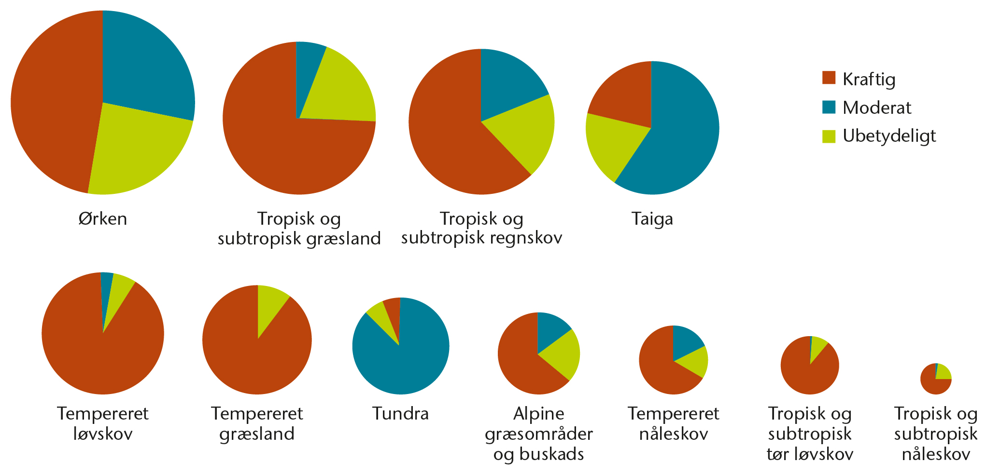 Kraftig
Moderat
Ubetydeligt
Ørken
Tropisk og
subtropisk græsland
Tropisk og
subtropisk regnskov
Taiga
Tempereret
løvskov
Tempereret
græsland
Tundra
Alpine
græsområder
og buskads
Tempereret
nåleskov
Tropisk og
subtropisk
tør løvskov
Tropisk og
subtropisk
nåleskov